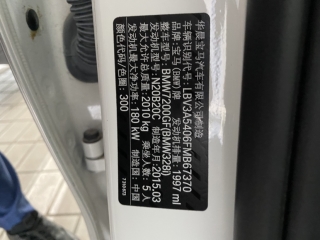 华晨宝马汽车有限公司制造
车辆识别代号: LBV3A5406FMB67370
品牌: 宝马(BMW)牌 发动机排量: 1997 ml
整车型号: BMW7200GF(BMW328i)
发动机型号: N20B20C 制造年月: 2015.03
最大允许总质量: 2010 kg 乘坐人数: 5 人
发动机最大净功率: 180 kW 制造国: 中国
颜色代码/色漆: 300